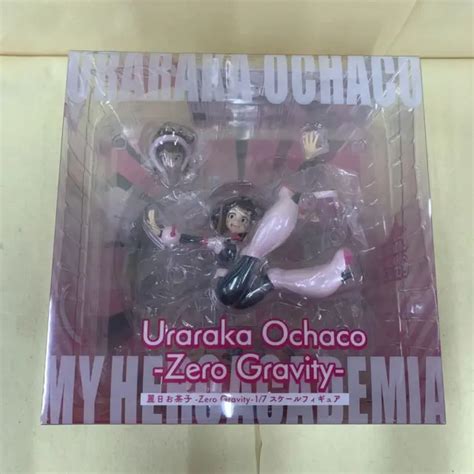 URARAKA OCHACO
Uraraka Ochaco
-Zero Gravity-
MY HERO ACADEMIA
麗日お茶子 -Zero Gravity- 1/7 スケールフィギュア